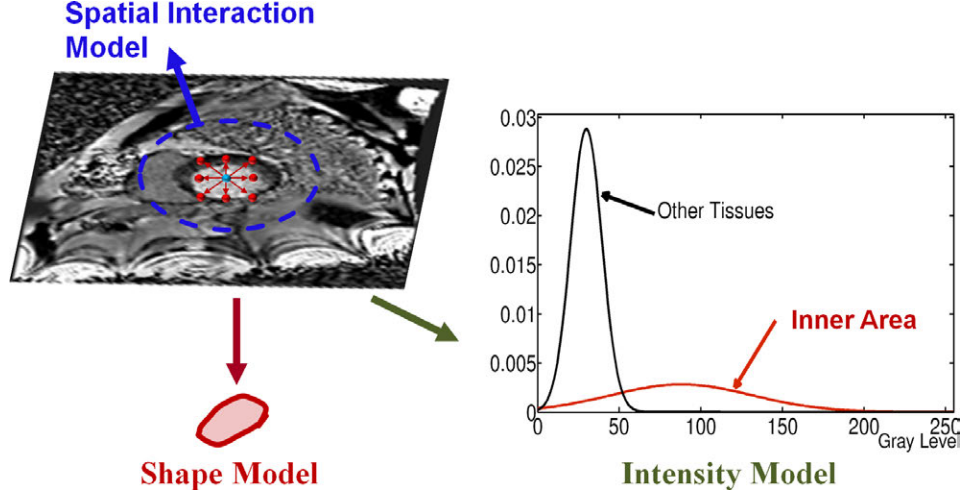 Spatial Interaction
Model
0.03
0.025
0.02
0.015
0.01
0.005
0
Other Tissues
Inner Area
0 50 100 150 200 250
Gray Level
Shape Model
Intensity Model